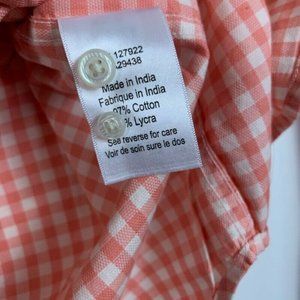 127922
29438
Made in India
Fabrique in India
97% Cotton
% Lycra
See reverse for care
Voir de soin sure le dos